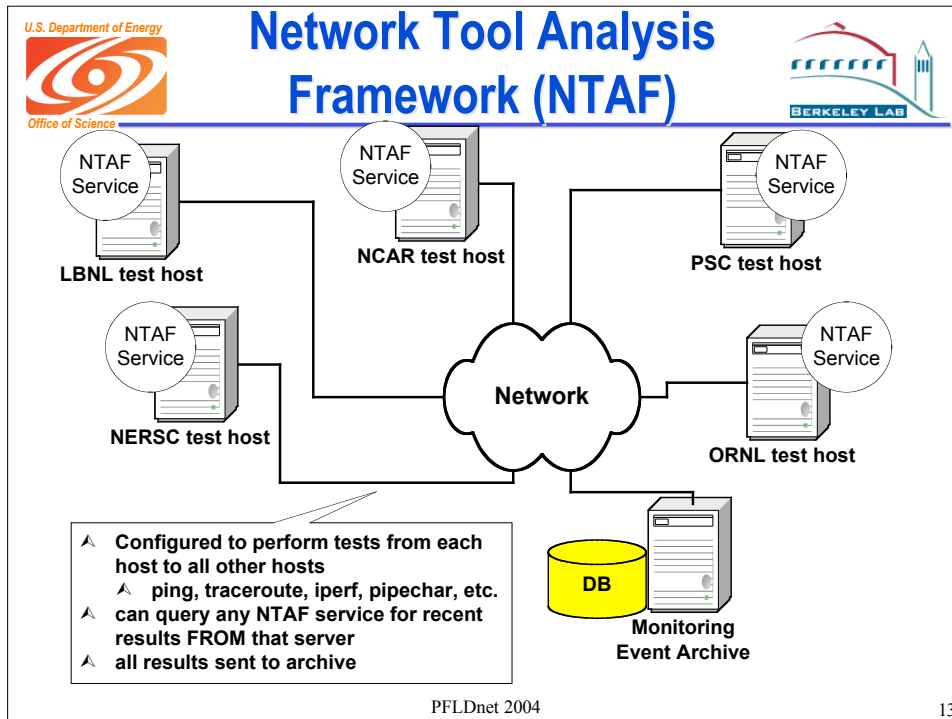 U.S. Department of Energy
Office of Science
Network Tool Analysis
Framework (NTAF)
BERKELEY LAB
NTAF
Service
LBNL test host
NTAF
Service
NCAR test host
NTAF
Service
PSC test host
NTAF
Service
NERSC test host
Network
NTAF
Service
ORNL test host
Configured to perform tests from each
host to all other hosts
ping, traceroute, iperf, pipechar, etc.
can query any NTAF service for recent
results FROM that server
all results sent to archive
DB
Monitoring
Event Archive
PFLDnet 2004
13